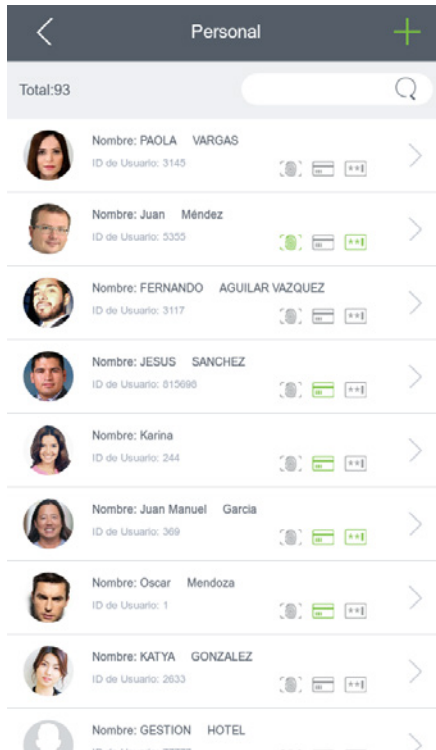 Personal
Total:93
Nombre: PAOLA VARGAS
ID de Usuario: 3145
Nombre: Juan Méndez
ID de Usuario: 5355
Nombre: FERNANDO AGUILAR VAZQUEZ
ID de Usuario: 3117
Nombre: JESUS SANCHEZ
ID de Usuario: 815698
Nombre: Karina
ID de Usuario: 244
Nombre: Juan Manuel Garcia
ID de Usuario: 369
Nombre: Oscar Mendoza
ID de Usuario: 1
Nombre: KATYA GONZALEZ
ID de Usuario: 2633
Nombre: GESTION HOTEL